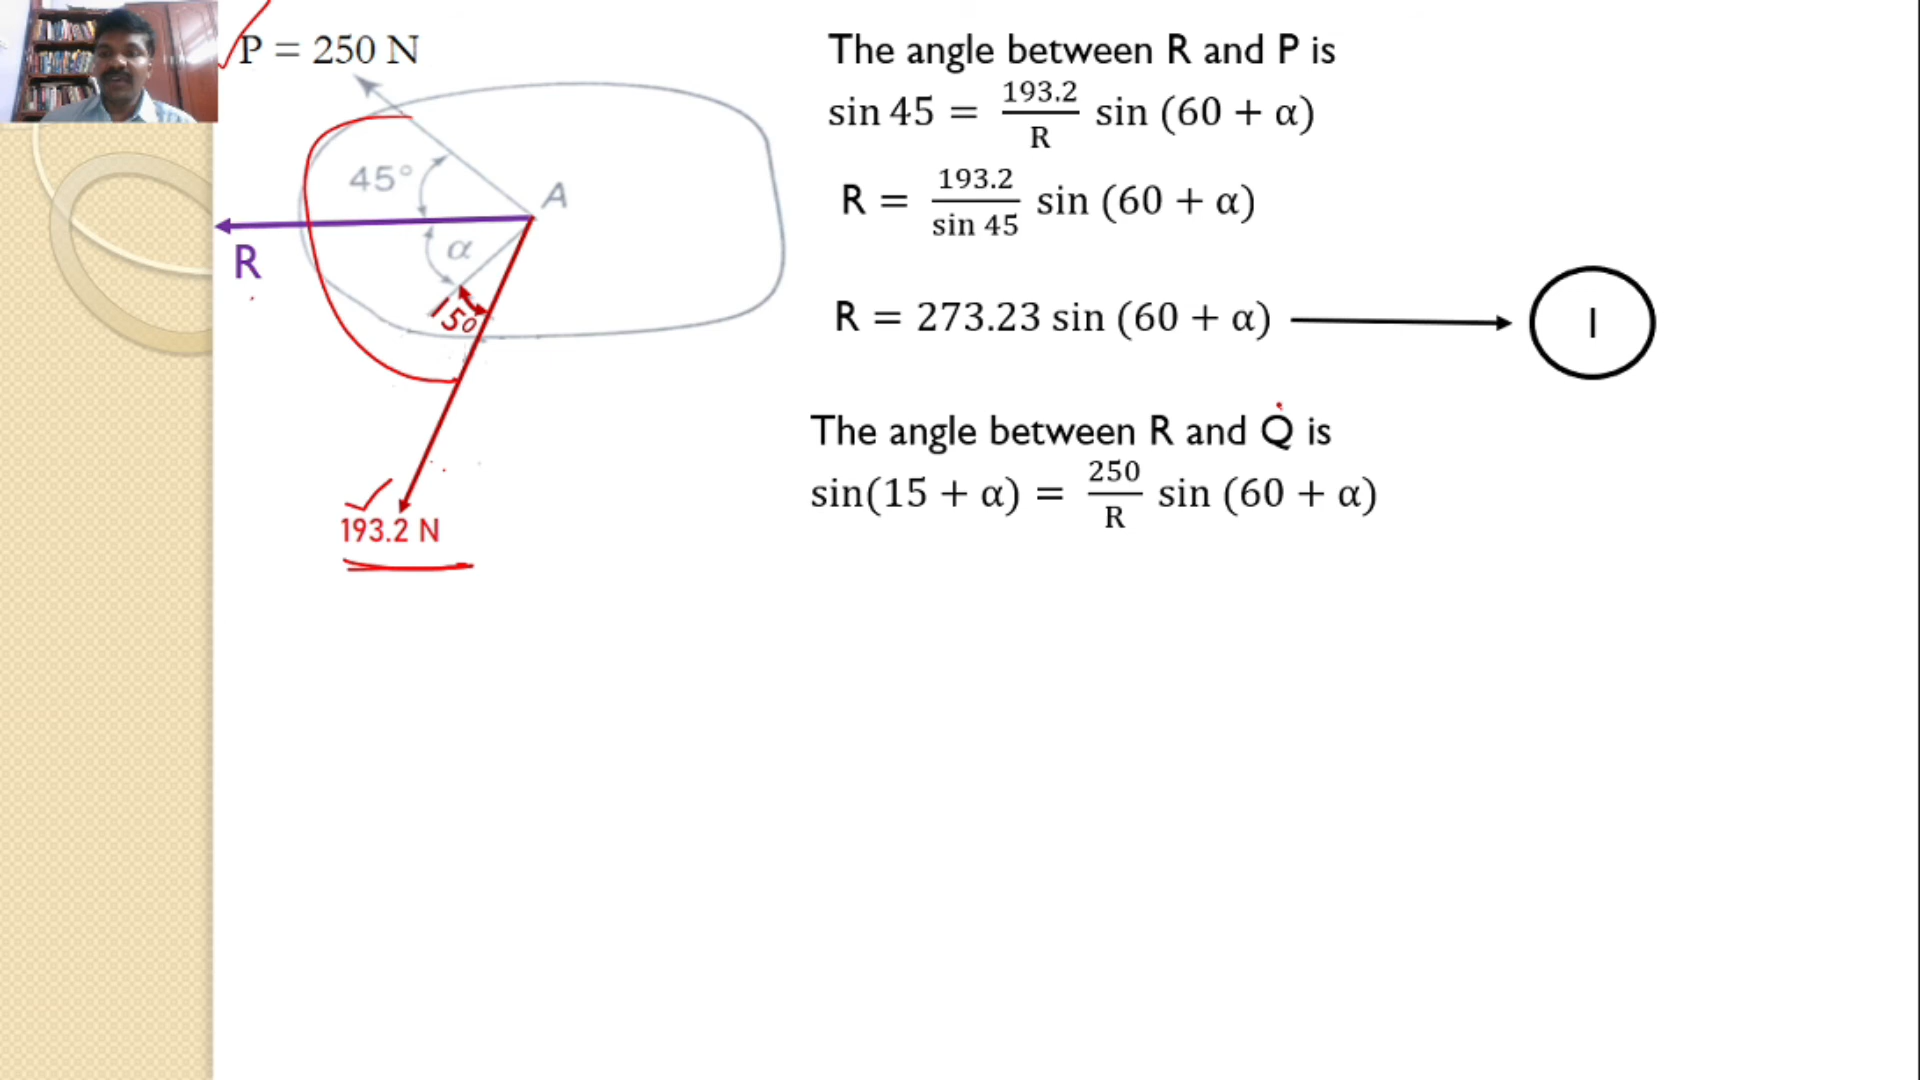 P = 250 N
45°
A
R
α
15⁰
193.2 N
The angle between R and P is
sin 45 = 193.2/R sin (60 + α)
R = 193.2/sin 45 sin (60 + α)
R = 273.23 sin (60 + α)
I
The angle between R and Q is
sin(15 + α) = 250/R sin (60 + α)